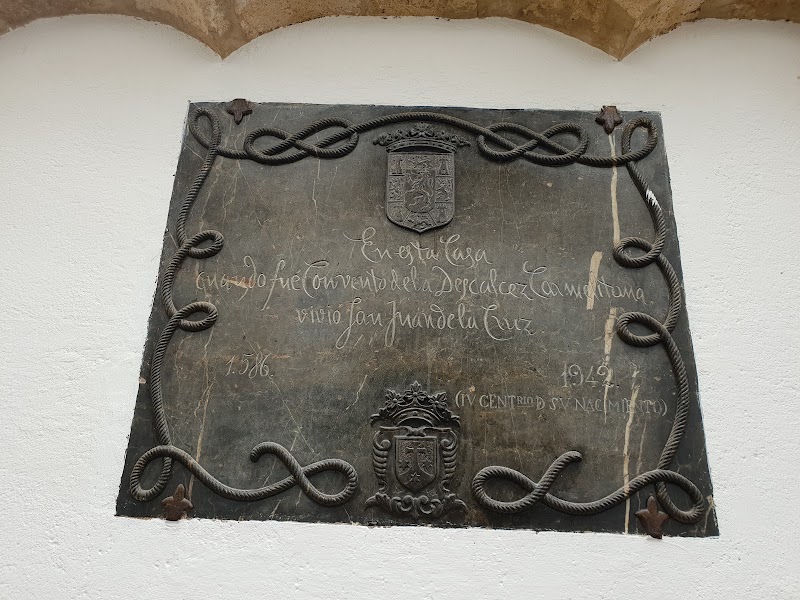 En esta Casa
cuando fue Convento de la Descalcez Carmelitana
vivio San Juan de la Cruz
1.586. 1942.
(IV CENTRIO D SV NACIMIENTO)